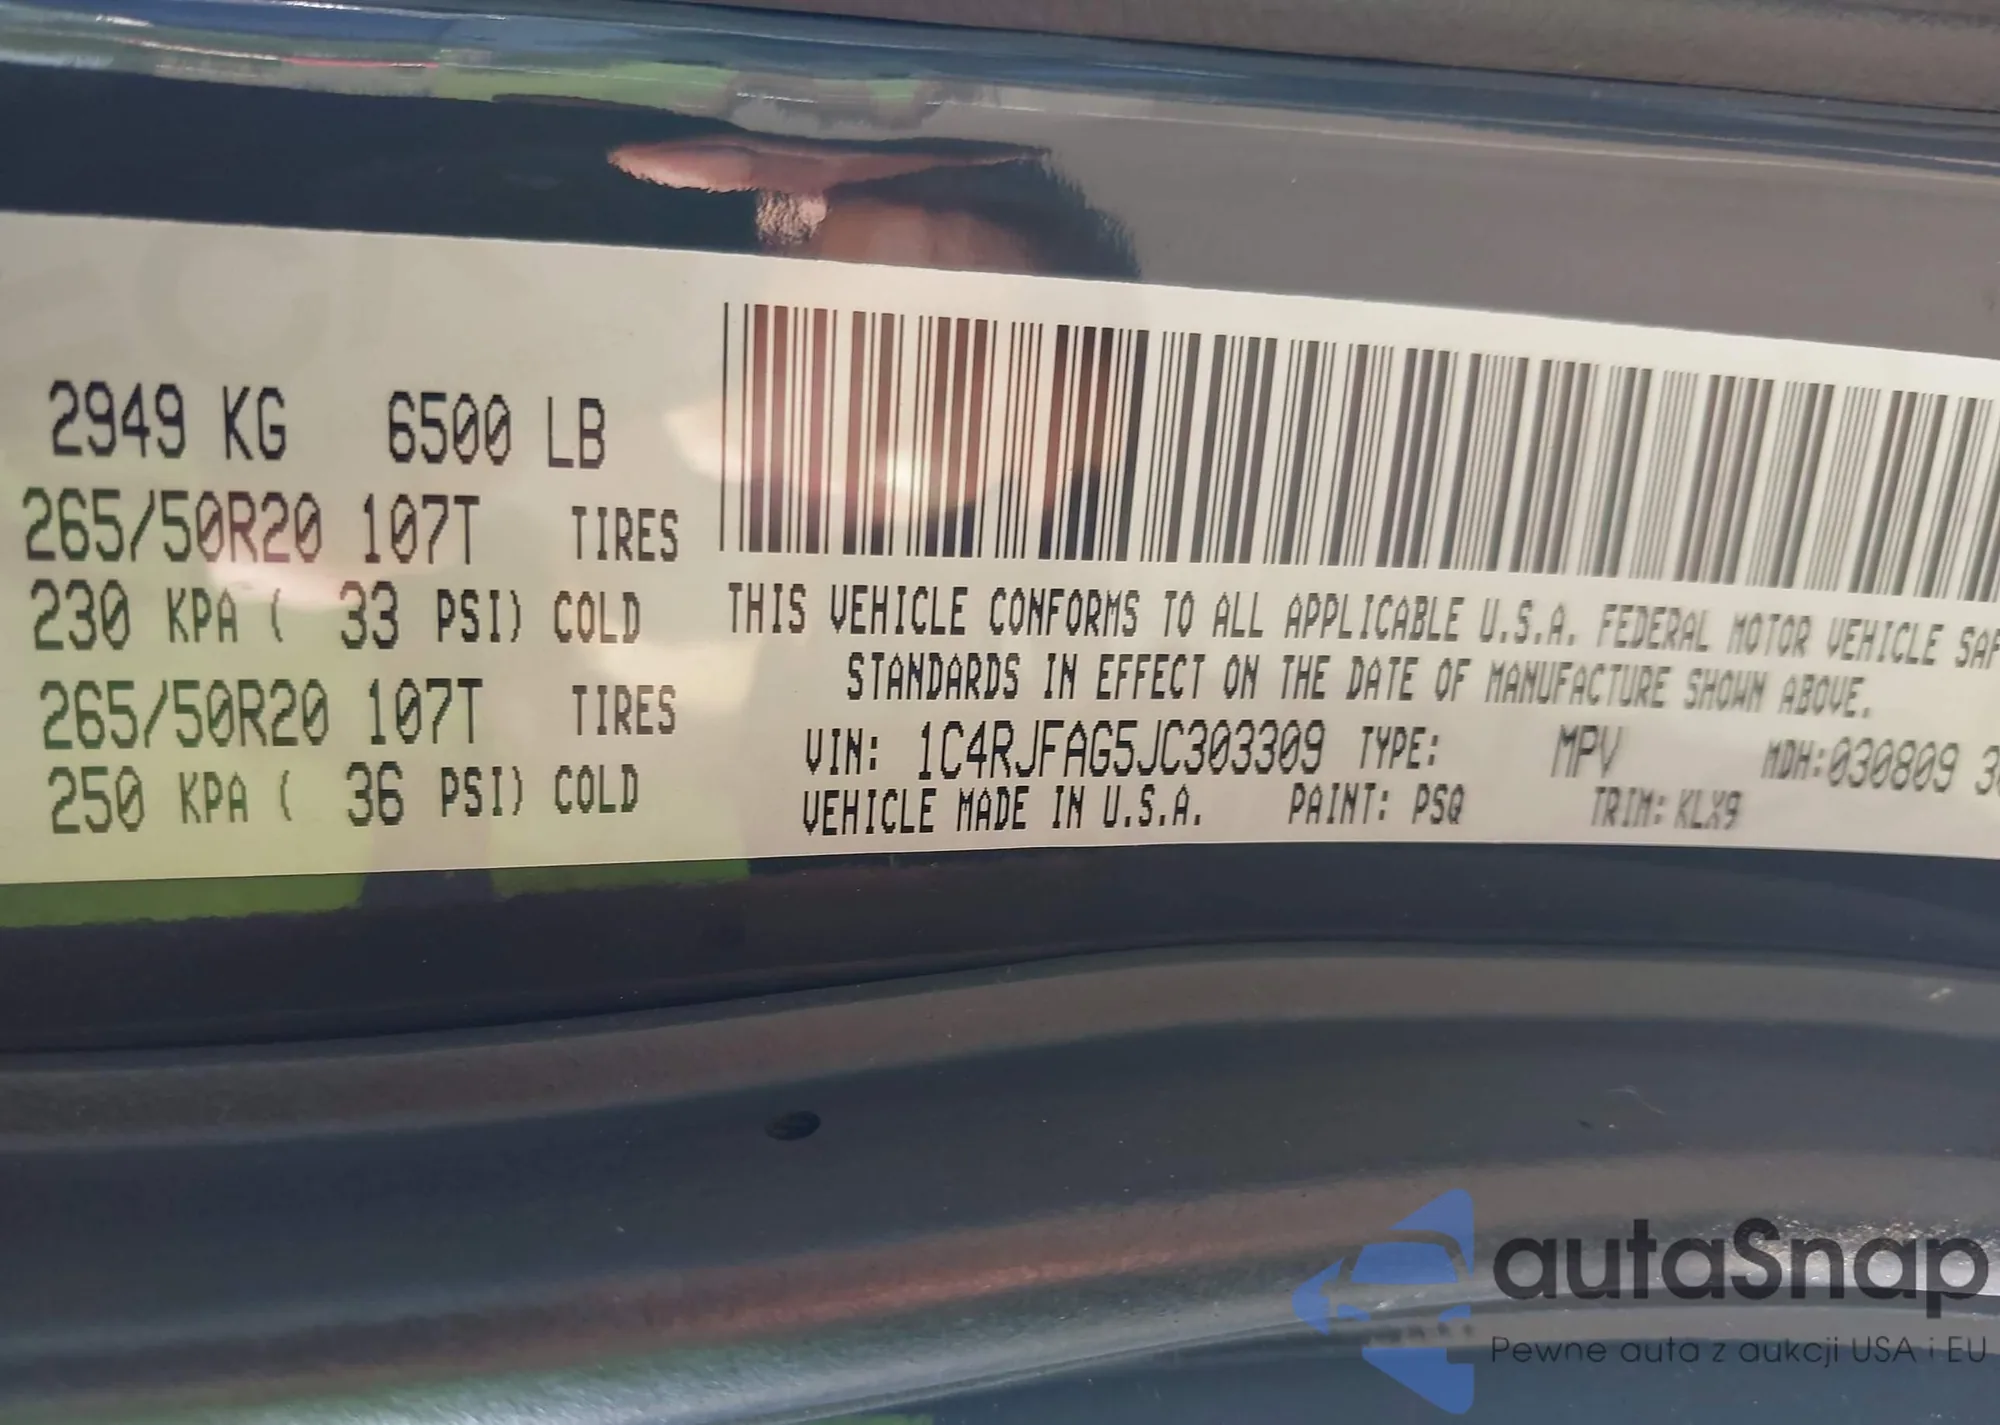 2949 KG 6500 LB
265/50R20 107T TIRES
230 KPA ( 33 PSI) COLD
265/50R20 107T TIRES
250 KPA ( 36 PSI) COLD
THIS VEHICLE CONFORMS TO ALL APPLICABLE U.S.A. FEDERAL MOTOR VEHICLE SAF
STANDARDS IN EFFECT ON THE DATE OF MANUFACTURE SHOWN ABOVE.
VIN: 1C4RJFAG5JC303309 TYPE: MPV MDH:030809 3
VEHICLE MADE IN U.S.A. PAINT: PSQ TRIM: KLX9
autaSnap
Pewne auta z aukcji USA i EU